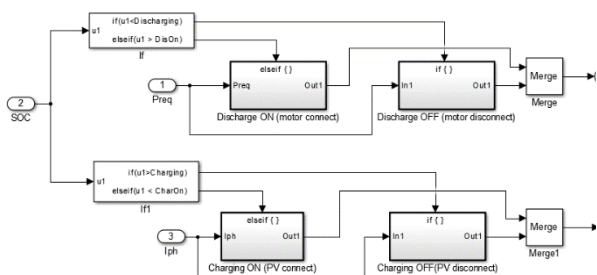 if(u1<Discharging)
u1
elseif(u1 > DisOn)
If
elseif { }
if { }
1
Preq
Out1
In1
Out1
Merge
2
Preq
Merge
SOC
Discharge ON (motor connect)
Discharge OFF (motor disconnect)
if(u1>Charging)
u1
elseif(u1 < CharOn)
If1
elseif { }
if { }
3
Iph
Out1
In1
Out1
Merge
Iph
Merge1
Charging ON (PV connect)
Charging OFF(PV disconnect)